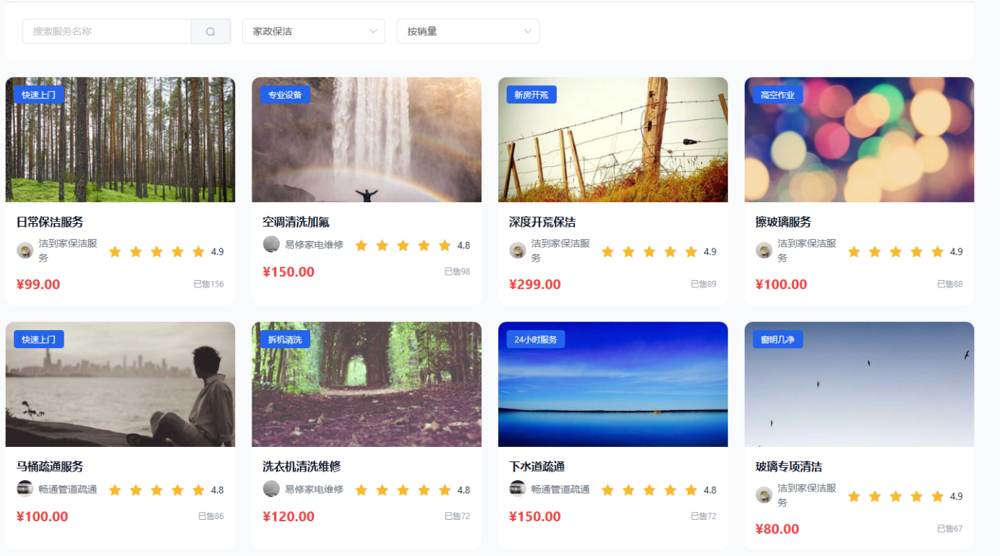 搜索服务名称
家政保洁
按销量
快速上门
专业设备
新房开荒
高空作业
日常保洁服务
洁到家保洁服
务
4.9
¥99.00
已售156
空调清洗加氟
易修家电维修
4.8
¥150.00
已售98
深度开荒保洁
洁到家保洁服
务
4.9
¥299.00
已售89
擦玻璃服务
洁到家保洁服
务
4.9
¥100.00
已售88
快速上门
拆机清洗
24小时服务
窗明几净
马桶疏通服务
畅通管道疏通
4.8
¥100.00
已售86
洗衣机清洗维修
易修家电维修
4.8
¥120.00
已售72
下水道疏通
畅通管道疏通
4.8
¥150.00
已售72
玻璃专项清洁
洁到家保洁服
务
4.9
¥80.00
已售67